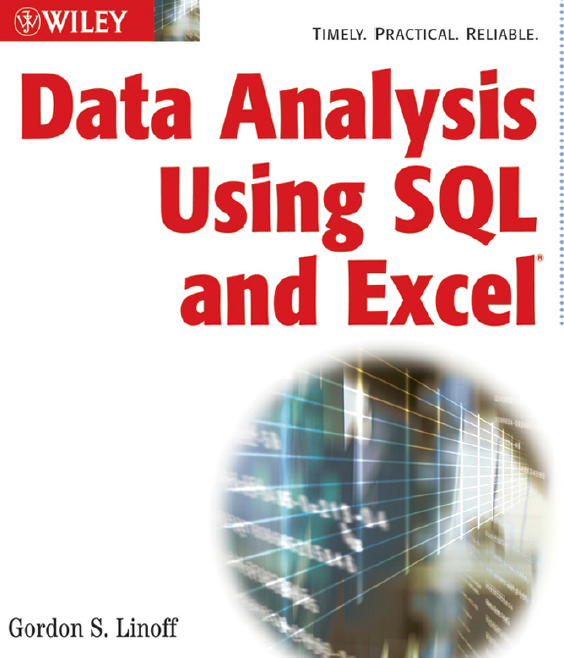 WILEY
TIMELY. PRACTICAL. RELIABLE.
Data Analysis
Using SQL
and Excel®
Gordon S. Linoff